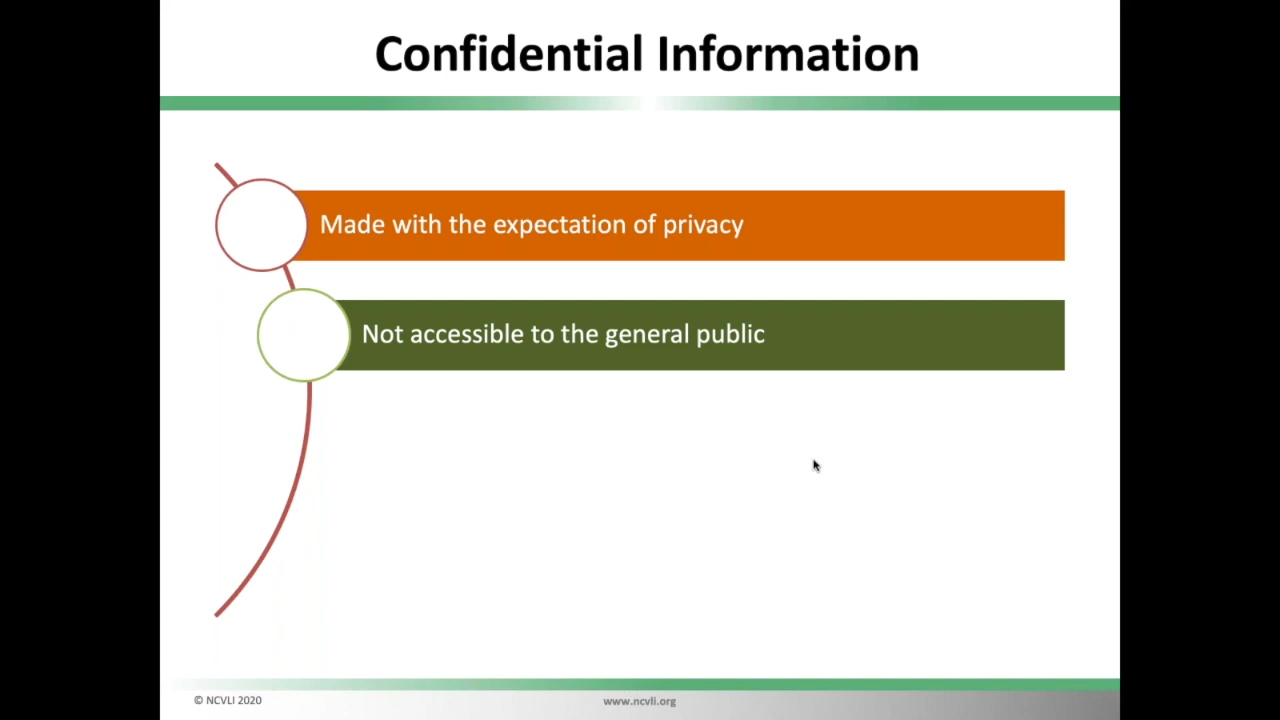 Confidential Information
Made with the expectation of privacy
Not accessible to the general public
© NCVLI 2020
www.ncvli.org